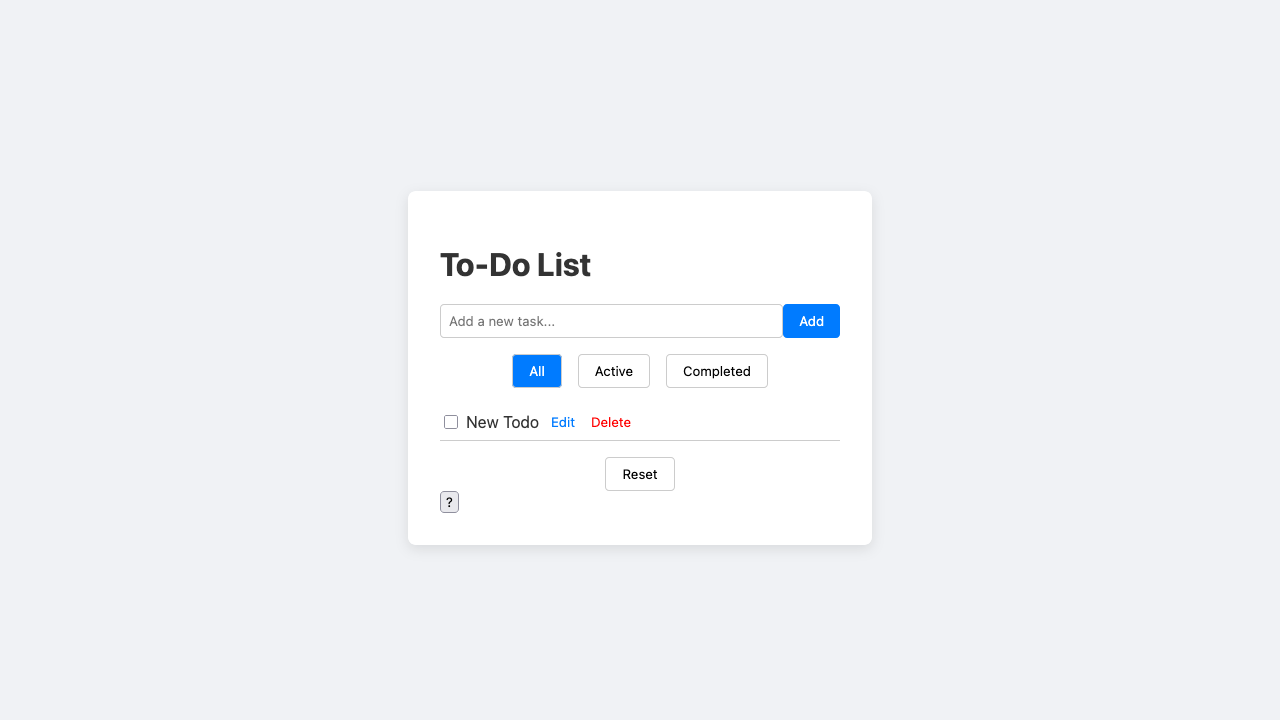 To-Do List
Add a new task... Add
All Active Completed
New Todo Edit Delete
Reset
?